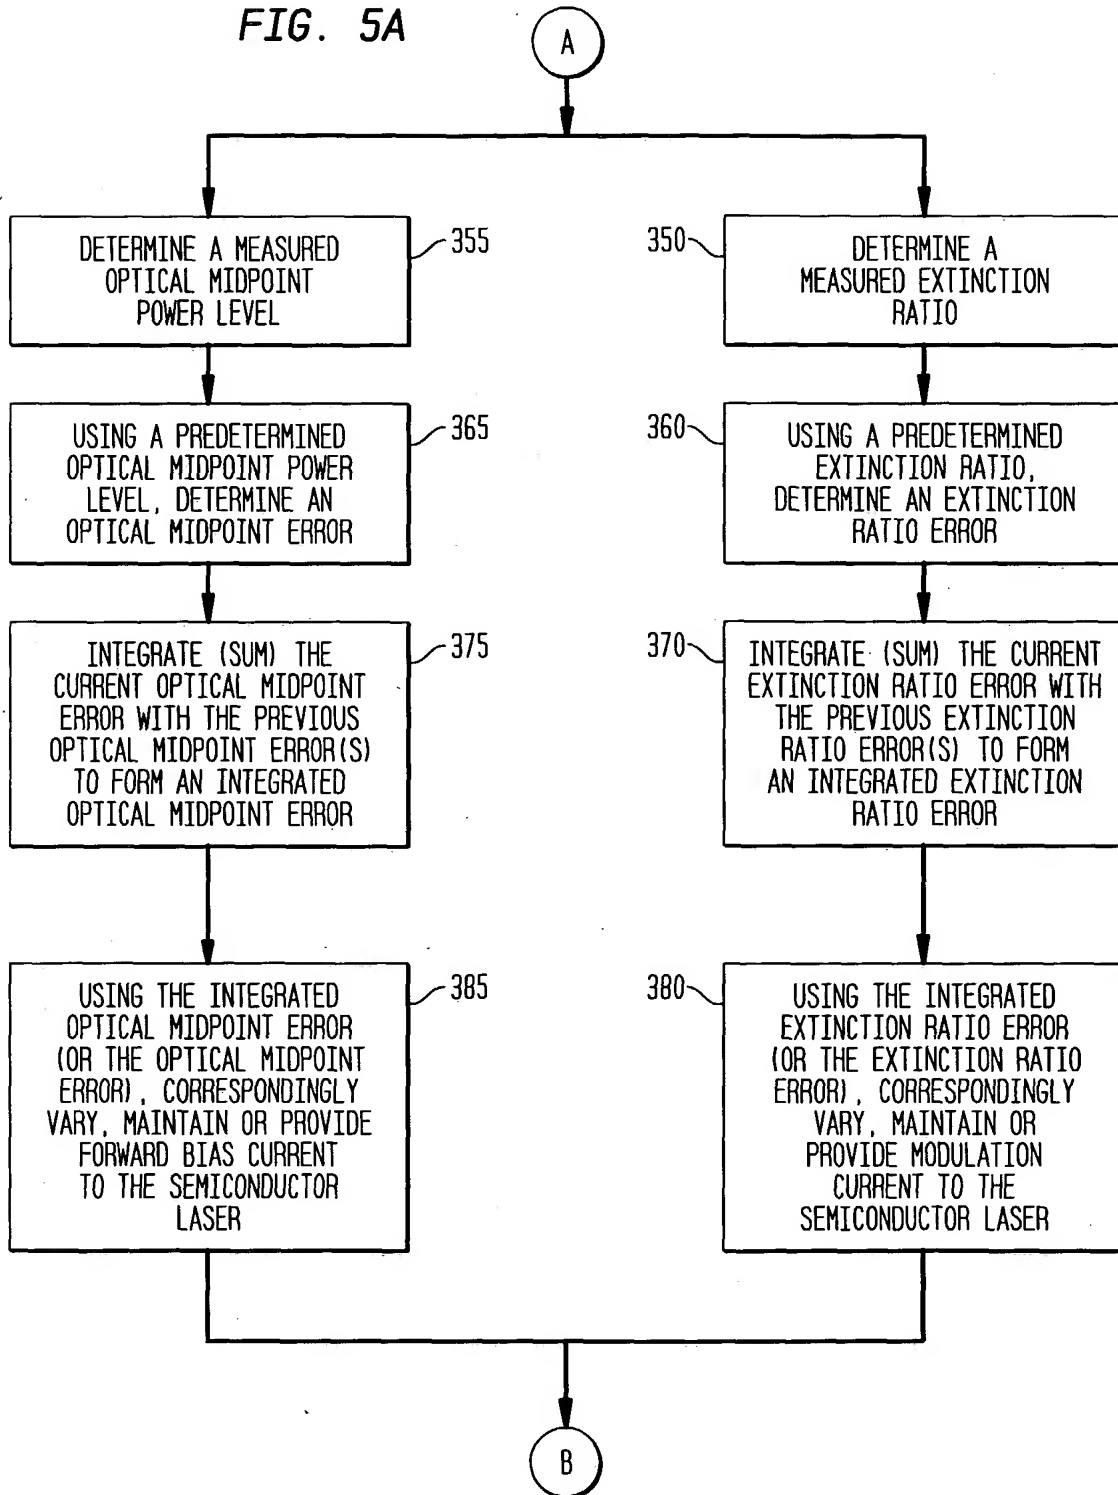 FIG. 5A
A
DETERMINE A MEASURED
OPTICAL MIDPOINT
POWER LEVEL
355
350
DETERMINE A
MEASURED EXTINCTION
RATIO
USING A PREDETERMINED
OPTICAL MIDPOINT POWER
LEVEL, DETERMINE AN
OPTICAL MIDPOINT ERROR
365
360
USING A PREDETERMINED
EXTINCTION RATIO,
DETERMINE AN EXTINCTION
RATIO ERROR
INTEGRATE (SUM) THE
CURRENT OPTICAL MIDPOINT
ERROR WITH THE PREVIOUS
OPTICAL MIDPOINT ERROR(S)
TO FORM AN INTEGRATED
OPTICAL MIDPOINT ERROR
375
370
INTEGRATE (SUM) THE CURRENT
EXTINCTION RATIO ERROR WITH
THE PREVIOUS EXTINCTION
RATIO ERROR(S) TO FORM
AN INTEGRATED EXTINCTION
RATIO ERROR
USING THE INTEGRATED
OPTICAL MIDPOINT ERROR
(OR THE OPTICAL MIDPOINT
ERROR), CORRESPONDINGLY
VARY, MAINTAIN OR PROVIDE
FORWARD BIAS CURRENT
TO THE SEMICONDUCTOR
LASER
385
380
USING THE INTEGRATED
EXTINCTION RATIO ERROR
(OR THE EXTINCTION RATIO
ERROR), CORRESPONDINGLY
VARY, MAINTAIN OR
PROVIDE MODULATION
CURRENT TO THE
SEMICONDUCTOR LASER
B